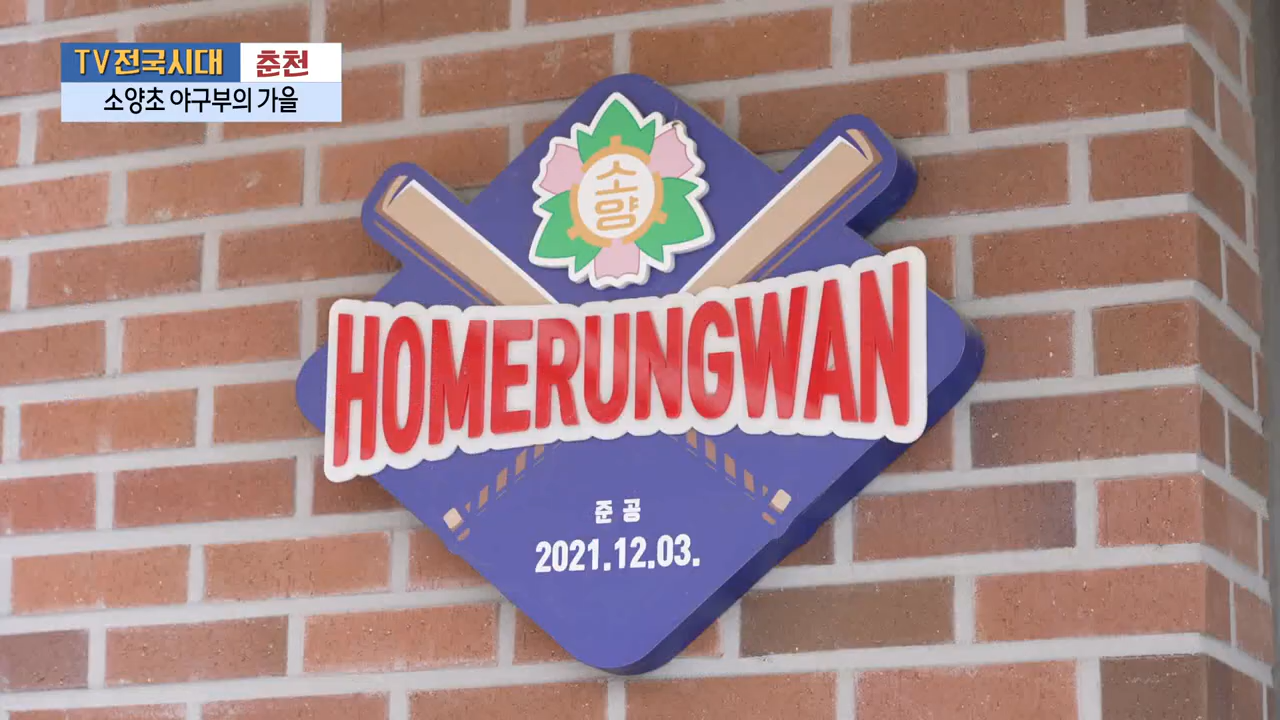 TV전국시대 춘천
소양초 야구부의 가을
소양
HOMERUNGWAN
준공
2021.12.03.